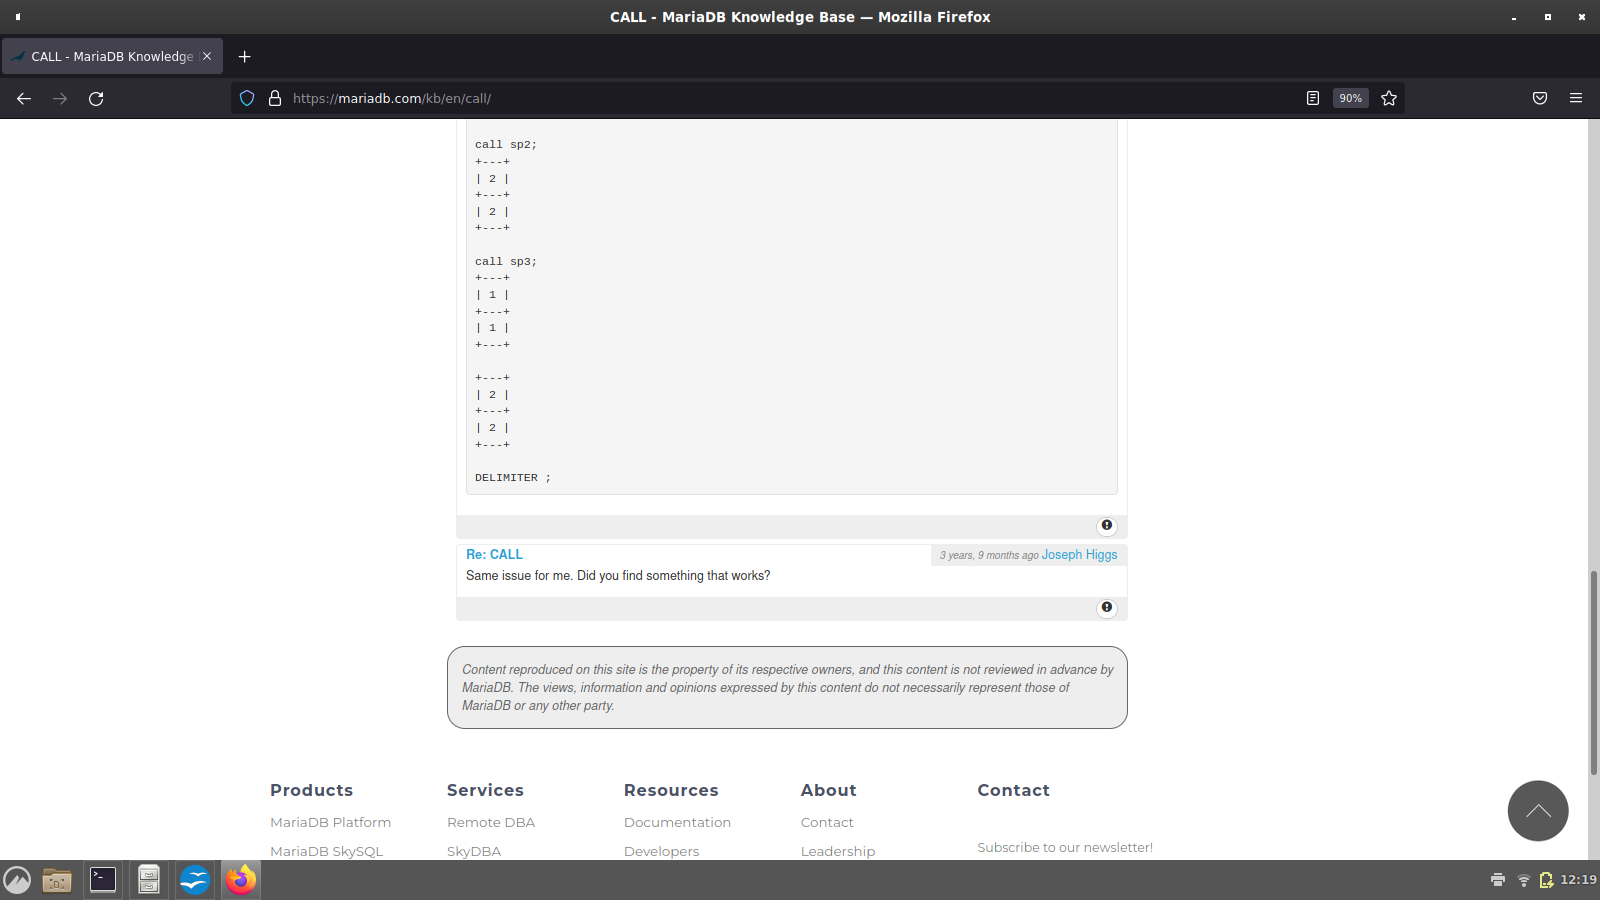 CALL - MariaDB Knowledge Base — Mozilla Firefox
CALL - MariaDB Knowledge
https://mariadb.com/kb/en/call/
90%
call sp2;
+---+
| 2 |
+---+
| 2 |
+---+
call sp3;
+---+
| 1 |
+---+
| 1 |
+---+
+---+
| 2 |
+---+
| 2 |
+---+
DELIMITER ;
Re: CALL
3 years, 9 months ago Joseph Higgs
Same issue for me. Did you find something that works?
Content reproduced on this site is the property of its respective owners, and this content is not reviewed in advance by
MariaDB. The views, information and opinions expressed by this content do not necessarily represent those of
MariaDB or any other party.
Products
MariaDB Platform
MariaDB SkySQL
Services
Remote DBA
SkyDBA
Resources
Documentation
Developers
About
Contact
Leadership
Contact
Subscribe to our newsletter!
12:19